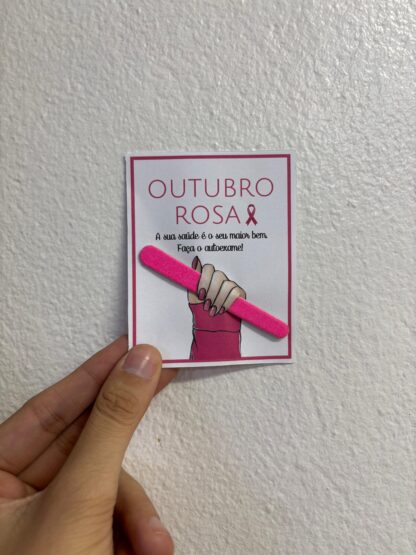 OUTUBRO
ROSA
A sua saúde é o seu maior bem.
Faça o autoexame!